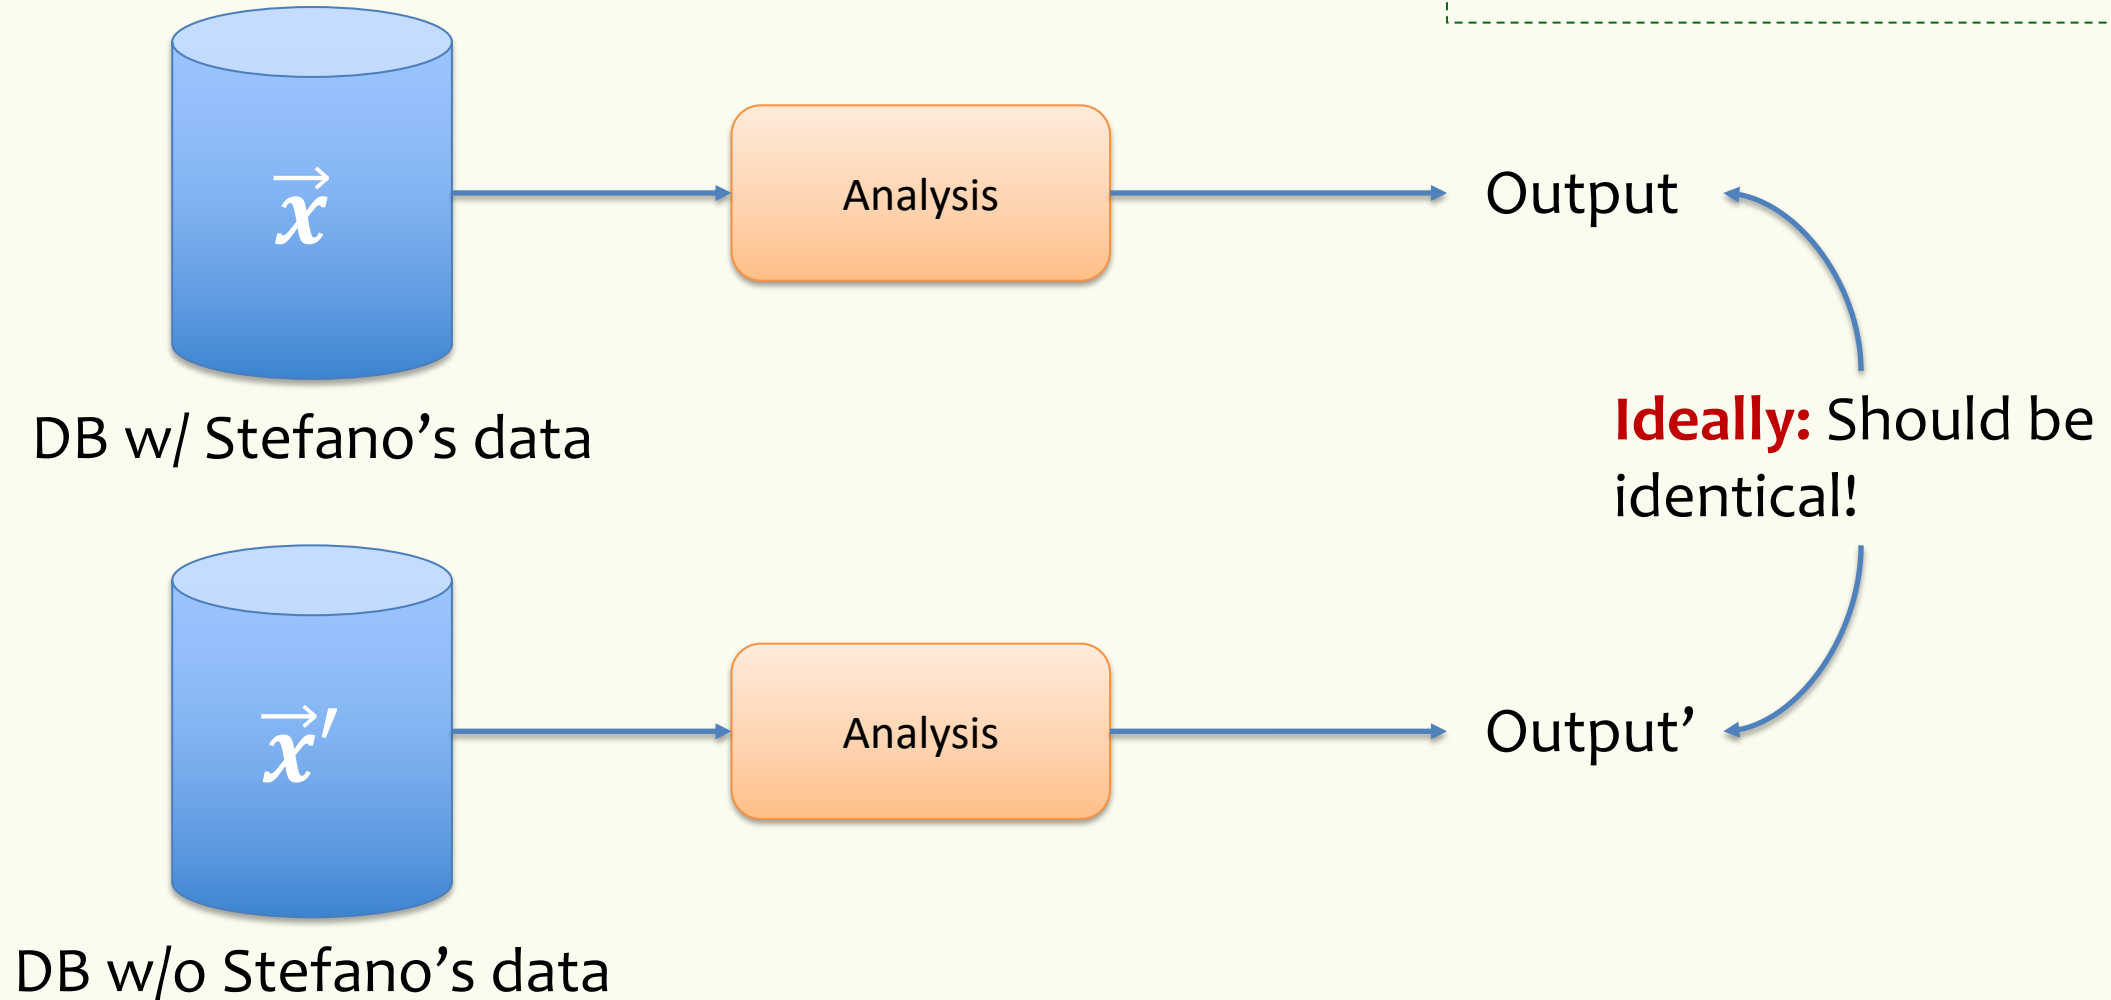 x⃗
Analysis
Output
DB w/ Stefano’s data
Ideally: Should be
identical!
x⃗′
Analysis
Output’
DB w/o Stefano’s data